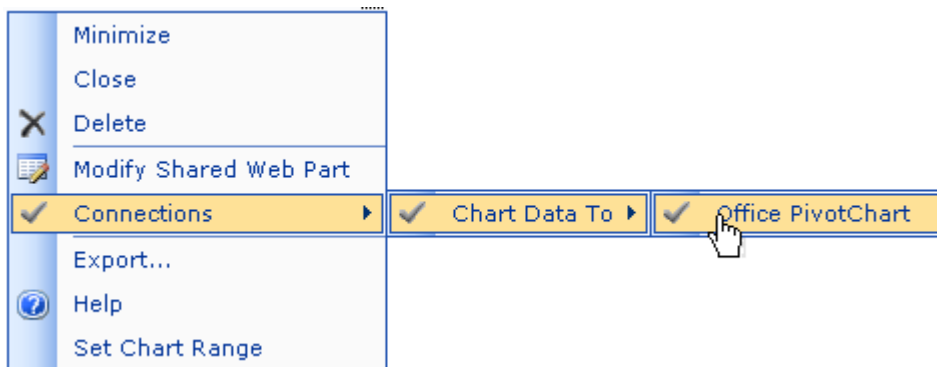 Minimize
Close
Delete
Modify Shared Web Part
Connections
Chart Data To
Office PivotChart
Export...
Help
Set Chart Range